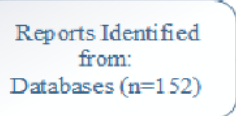 Reports Identified
from:
Databases (n=152)